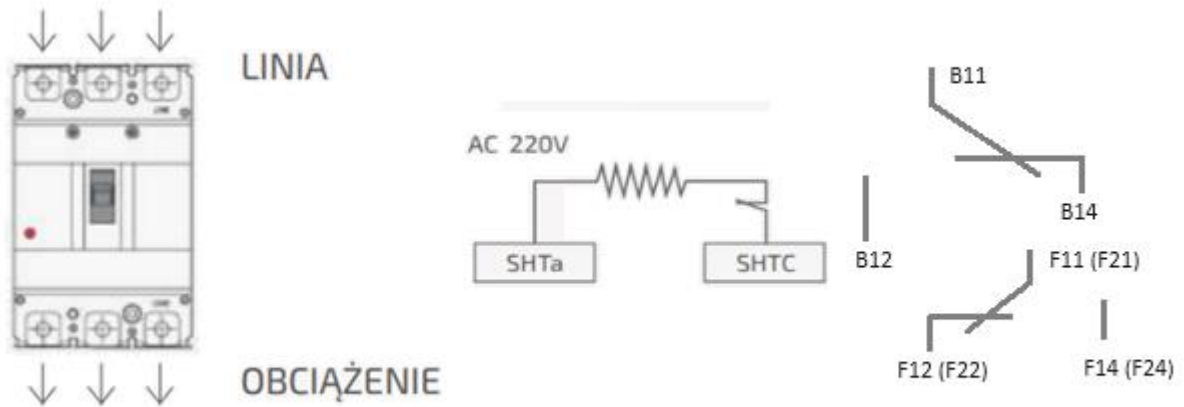 LINIA
AC 220V
SHTa
SHTC
OBCIĄŻENIE
B11
B14
B12
F11 (F21)
F12 (F22)
F14 (F24)